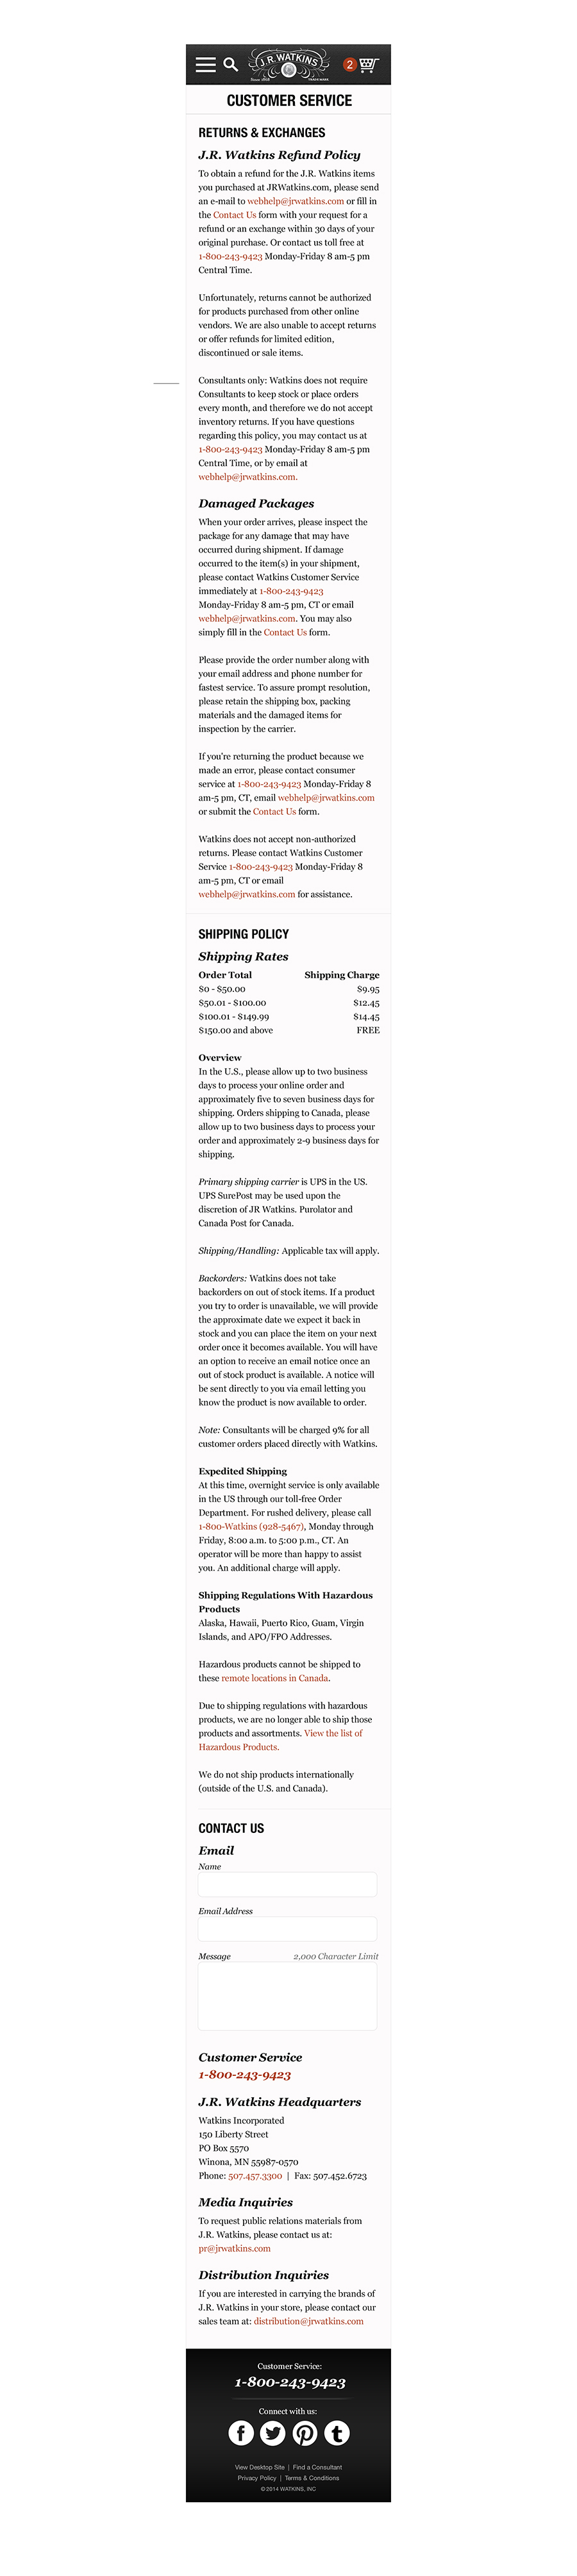 J.R. WATKINS
Since 1868 TRADE MARK
2
CUSTOMER SERVICE
RETURNS & EXCHANGES
J.R. Watkins Refund Policy
To obtain a refund for the J.R. Watkins items
you purchased at JRWatkins.com, please send
an e-mail to webhelp@jrwatkins.com or fill in
the Contact Us form with your request for a
refund or an exchange within 30 days of your
original purchase. Or contact us toll free at
1-800-243-9423 Monday-Friday 8 am-5 pm
Central Time.
Unfortunately, returns cannot be authorized
for products purchased from other online
vendors. We are also unable to accept returns
or offer refunds for limited edition,
discontinued or sale items.
Consultants only: Watkins does not require
Consultants to keep stock or place orders
every month, and therefore we do not accept
inventory returns. If you have questions
regarding this policy, you may contact us at
1-800-243-9423 Monday-Friday 8 am-5 pm
Central Time, or by email at
webhelp@jrwatkins.com.
Damaged Packages
When your order arrives, please inspect the
package for any damage that may have
occurred during shipment. If damage
occurred to the item(s) in your shipment,
please contact Watkins Customer Service
immediately at 1-800-243-9423
Monday-Friday 8 am-5 pm, CT or email
webhelp@jrwatkins.com. You may also
simply fill in the Contact Us form.
Please provide the order number along with
your email address and phone number for
fastest service. To assure prompt resolution,
please retain the shipping box, packing
materials and the damaged items for
inspection by the carrier.
If you're returning the product because we
made an error, please contact consumer
service at 1-800-243-9423 Monday-Friday 8
am-5 pm, CT, email webhelp@jrwatkins.com
or submit the Contact Us form.
Watkins does not accept non-authorized
returns. Please contact Watkins Customer
Service 1-800-243-9423 Monday-Friday 8
am-5 pm, CT or email
webhelp@jrwatkins.com for assistance.
SHIPPING POLICY
Shipping Rates
Order Total Shipping Charge
$0 - $50.00 $9.95
$50.01 - $100.00 $12.45
$100.01 - $149.99 $14.45
$150.00 and above FREE
Overview
In the U.S., please allow up to two business
days to process your online order and
approximately five to seven business days for
shipping. Orders shipping to Canada, please
allow up to two business days to process your
order and approximately 2-9 business days for
shipping.
Primary shipping carrier is UPS in the US.
UPS SurePost may be used upon the
discretion of JR Watkins. Purolator and
Canada Post for Canada.
Shipping/Handling: Applicable tax will apply.
Backorders: Watkins does not take
backorders on out of stock items. If a product
you try to order is unavailable, we will provide
the approximate date we expect it back in
stock and you can place the item on your next
order once it becomes available. You will have
an option to receive an email notice once an
out of stock product is available. A notice will
be sent directly to you via email letting you
know the product is now available to order.
Note: Consultants will be charged 9% for all
customer orders placed directly with Watkins.
Expedited Shipping
At this time, overnight service is only available
in the US through our toll-free Order
Department. For rushed delivery, please call
1-800-Watkins (928-5467), Monday through
Friday, 8:00 a.m. to 5:00 p.m., CT. An
operator will be more than happy to assist
you. An additional charge will apply.
Shipping Regulations With Hazardous
Products
Alaska, Hawaii, Puerto Rico, Guam, Virgin
Islands, and APO/FPO Addresses.
Hazardous products cannot be shipped to
these remote locations in Canada.
Due to shipping regulations with hazardous
products, we are no longer able to ship those
products and assortments. View the list of
Hazardous Products.
We do not ship products internationally
(outside of the U.S. and Canada).
CONTACT US
Email
Name
Email Address
Message 2,000 Character Limit
Customer Service
1-800-243-9423
J.R. Watkins Headquarters
Watkins Incorporated
150 Liberty Street
PO Box 5570
Winona, MN 55987-0570
Phone: 507.457.3300 | Fax: 507.452.6723
Media Inquiries
To request public relations materials from
J.R. Watkins, please contact us at:
pr@jrwatkins.com
Distribution Inquiries
If you are interested in carrying the brands of
J.R. Watkins in your store, please contact our
sales team at: distribution@jrwatkins.com
Customer Service:
1-800-243-9423
Connect with us:
View Desktop Site | Find a Consultant
Privacy Policy | Terms & Conditions
© 2014 WATKINS, INC